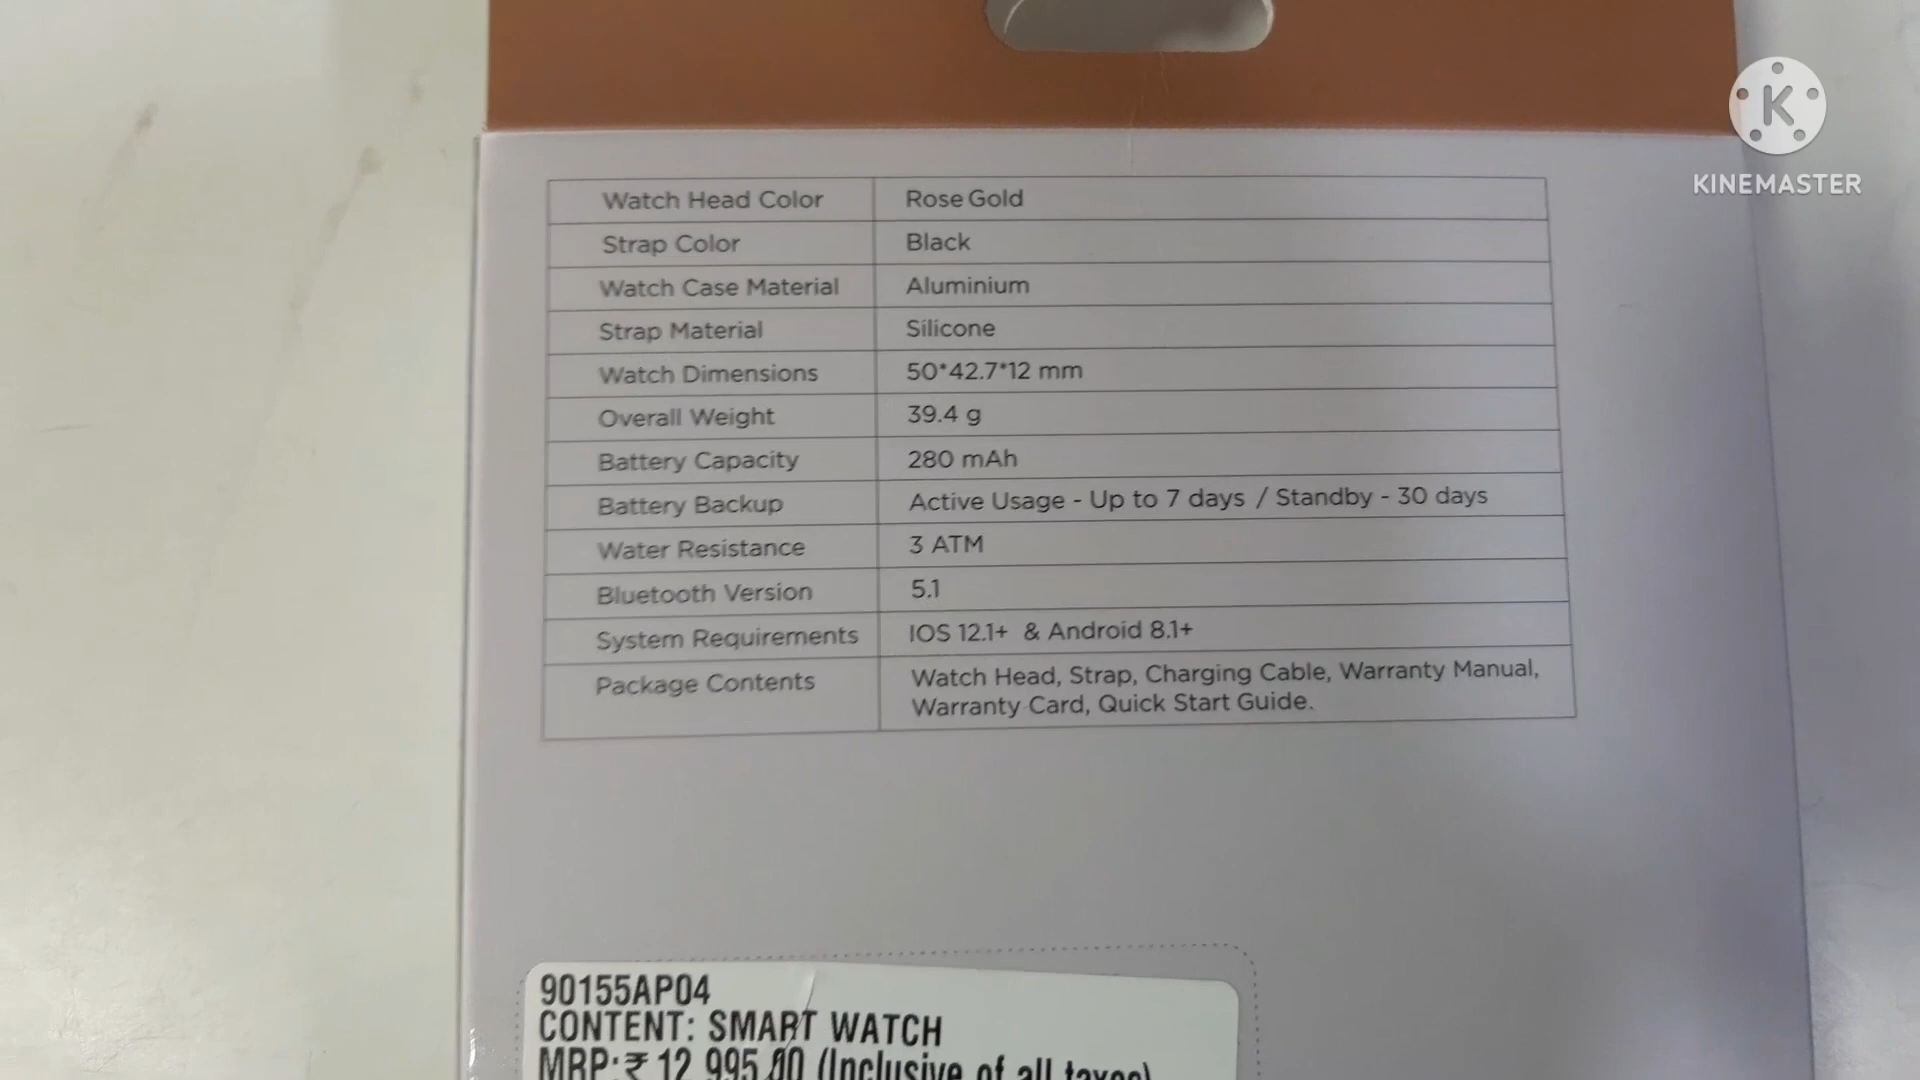 K
KINEMASTER
Watch Head Color Rose Gold
Strap Color Black
Watch Case Material Aluminium
Strap Material Silicone
Watch Dimensions 50*42.7*12 mm
Overall Weight 39.4 g
Battery Capacity 280 mAh
Battery Backup Active Usage - Up to 7 days / Standby - 30 days
Water Resistance 3 ATM
Bluetooth Version 5.1
System Requirements IOS 12.1+ & Android 8.1+
Package Contents Watch Head, Strap, Charging Cable, Warranty Manual,
Warranty Card, Quick Start Guide.
90155AP04
CONTENT: SMART WATCH
MRP:₹ 12 995.00 (Inclusive of all taxes)